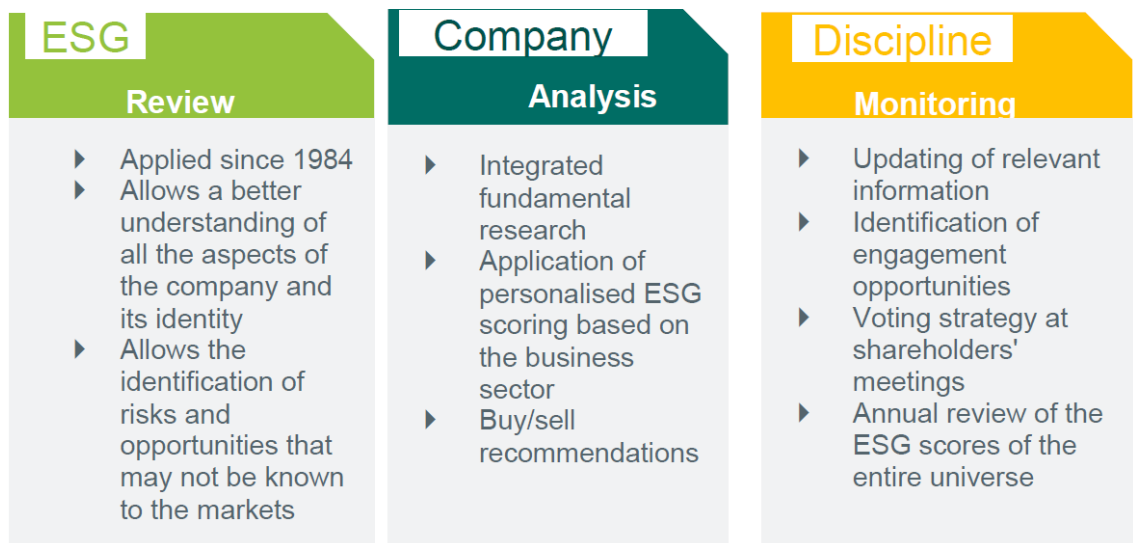 ESG
Review
Applied since 1984
Allows a better
understanding of
all the aspects of
the company and
its identity
Allows the
identification of
risks and
opportunities that
may not be known
to the markets
Company
Analysis
Integrated
fundamental
research
Application of
personalised ESG
scoring based on
the business
sector
Buy/sell
recommendations
Discipline
Monitoring
Updating of relevant
information
Identification of
engagement
opportunities
Voting strategy at
shareholders'
meetings
Annual review of the
ESG scores of the
entire universe